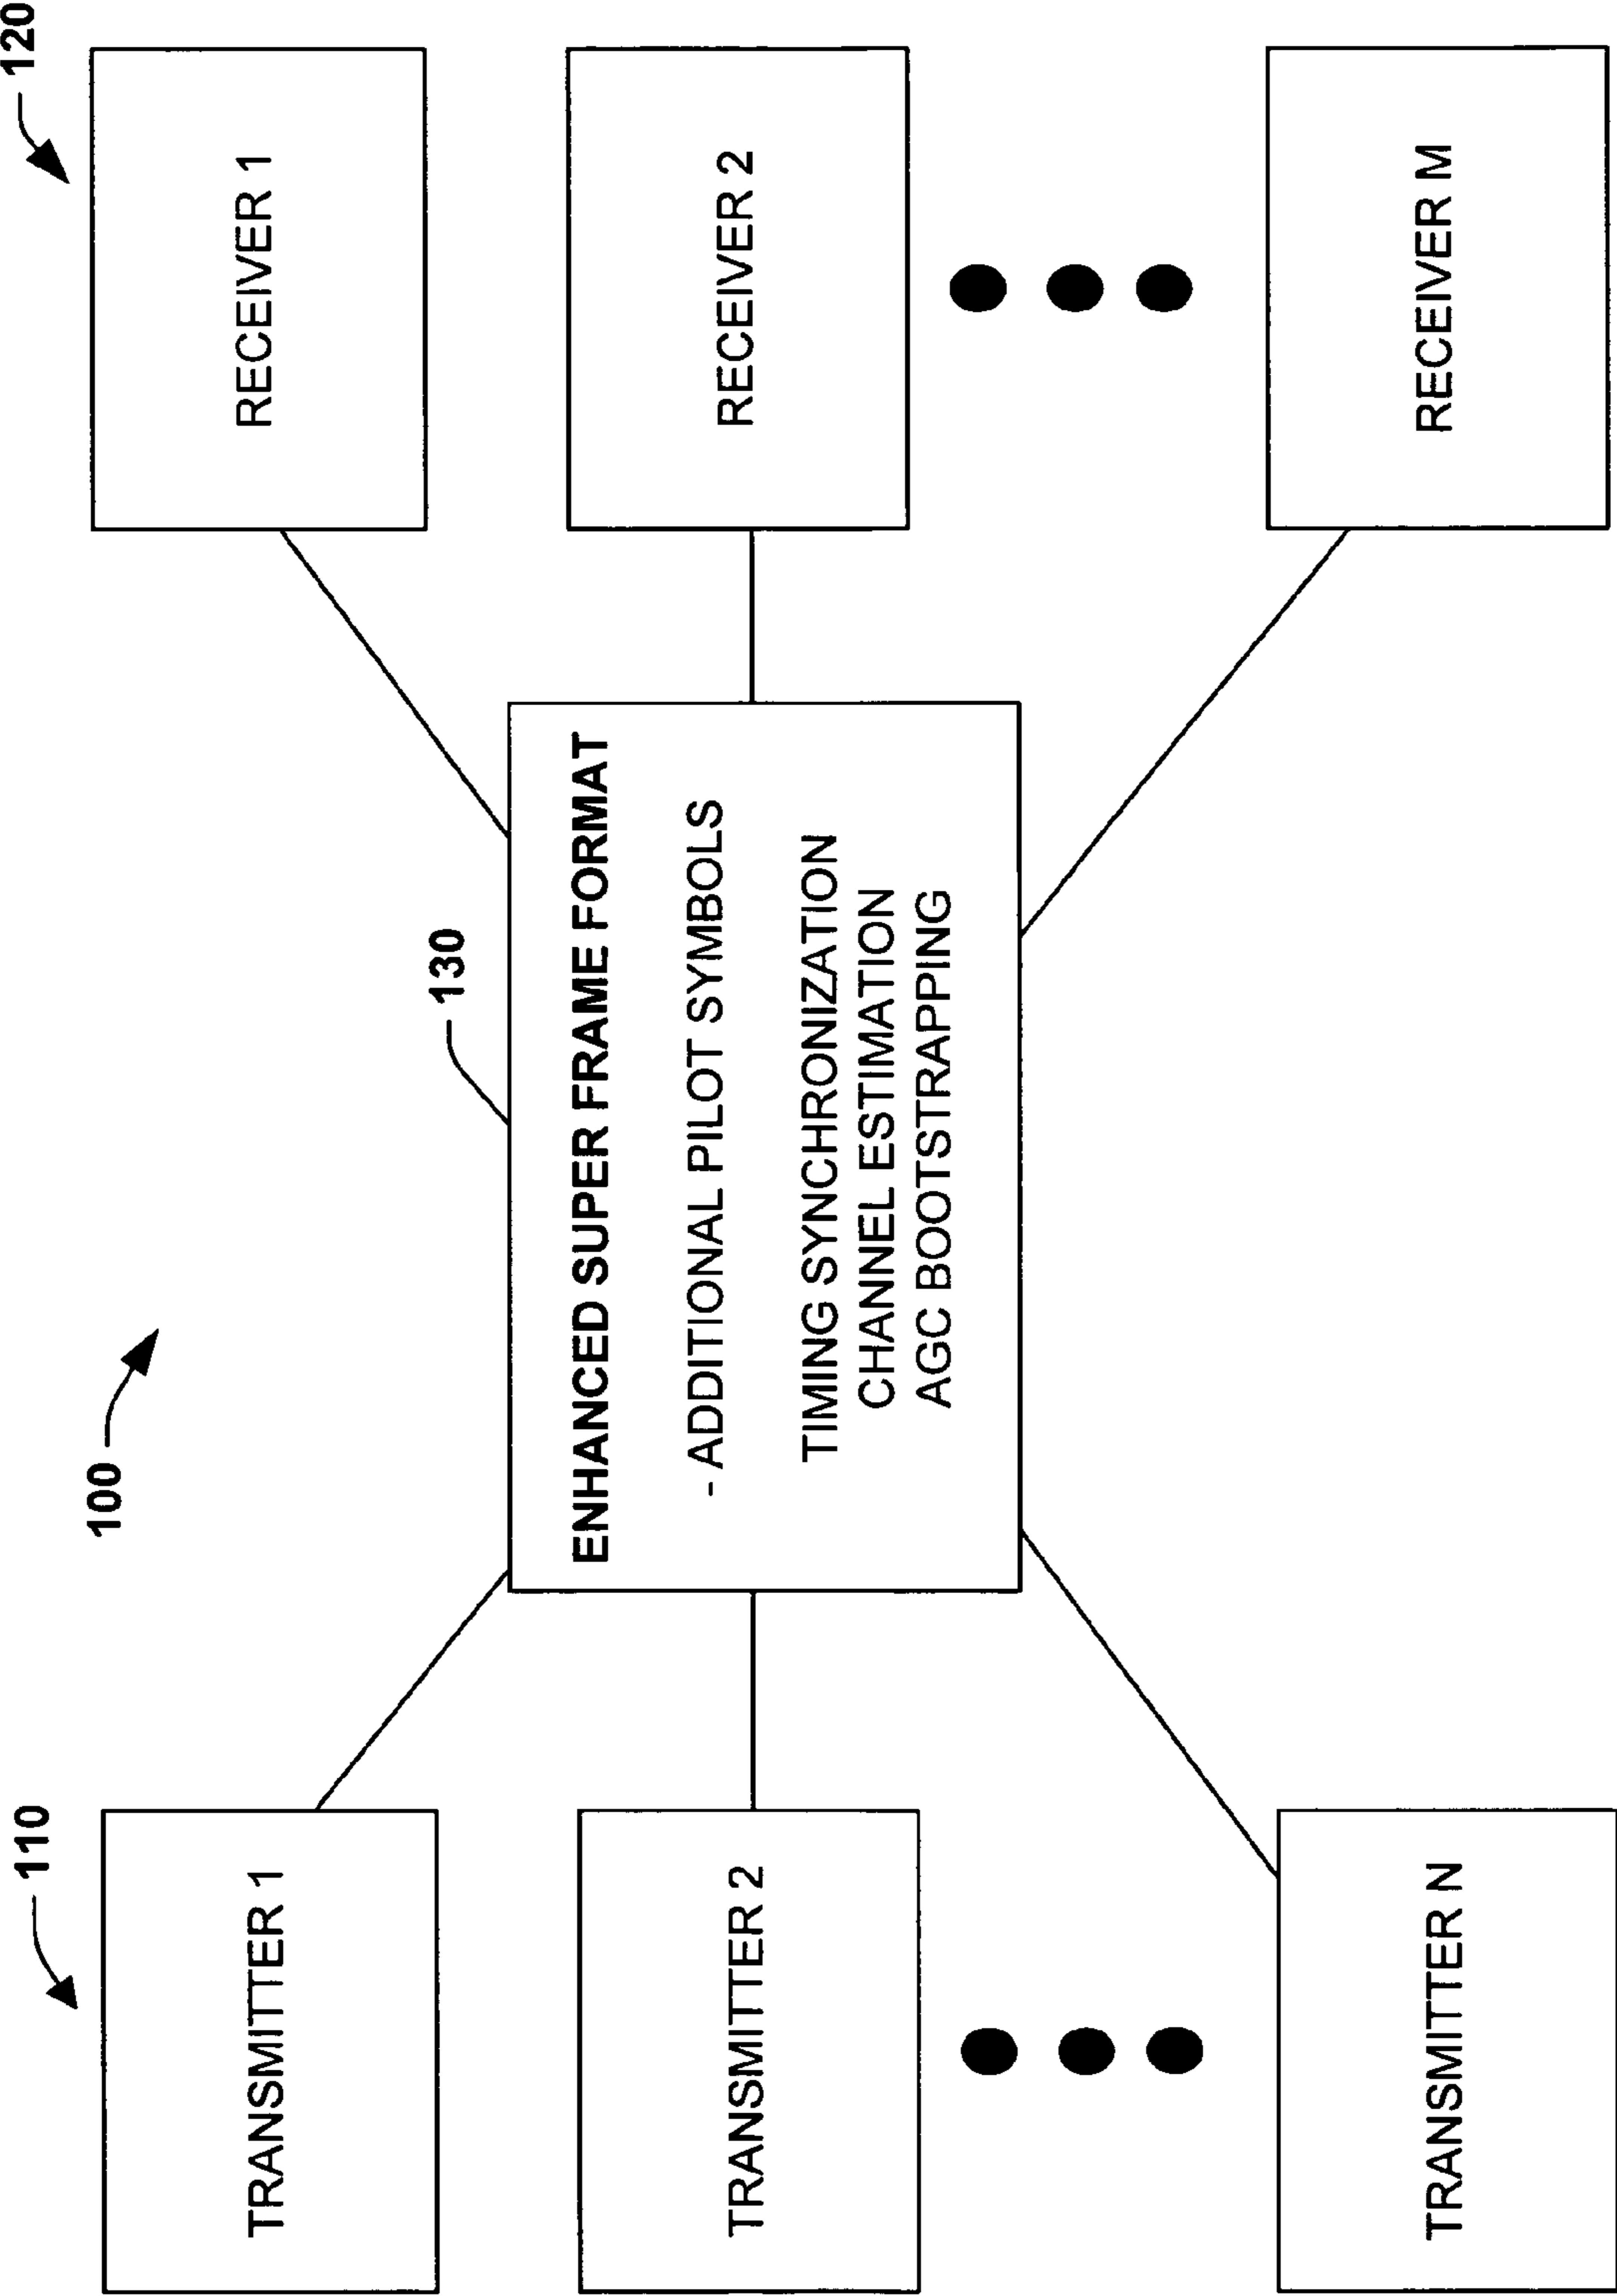 100
110
120
TRANSMITTER 1
TRANSMITTER 2
TRANSMITTER N
130
ENHANCED SUPER FRAME FORMAT
- ADDITIONAL PILOT SYMBOLS
TIMING SYNCHRONIZATION
CHANNEL ESTIMATION
AGC BOOTSTRAPPING
RECEIVER 1
RECEIVER 2
RECEIVER M